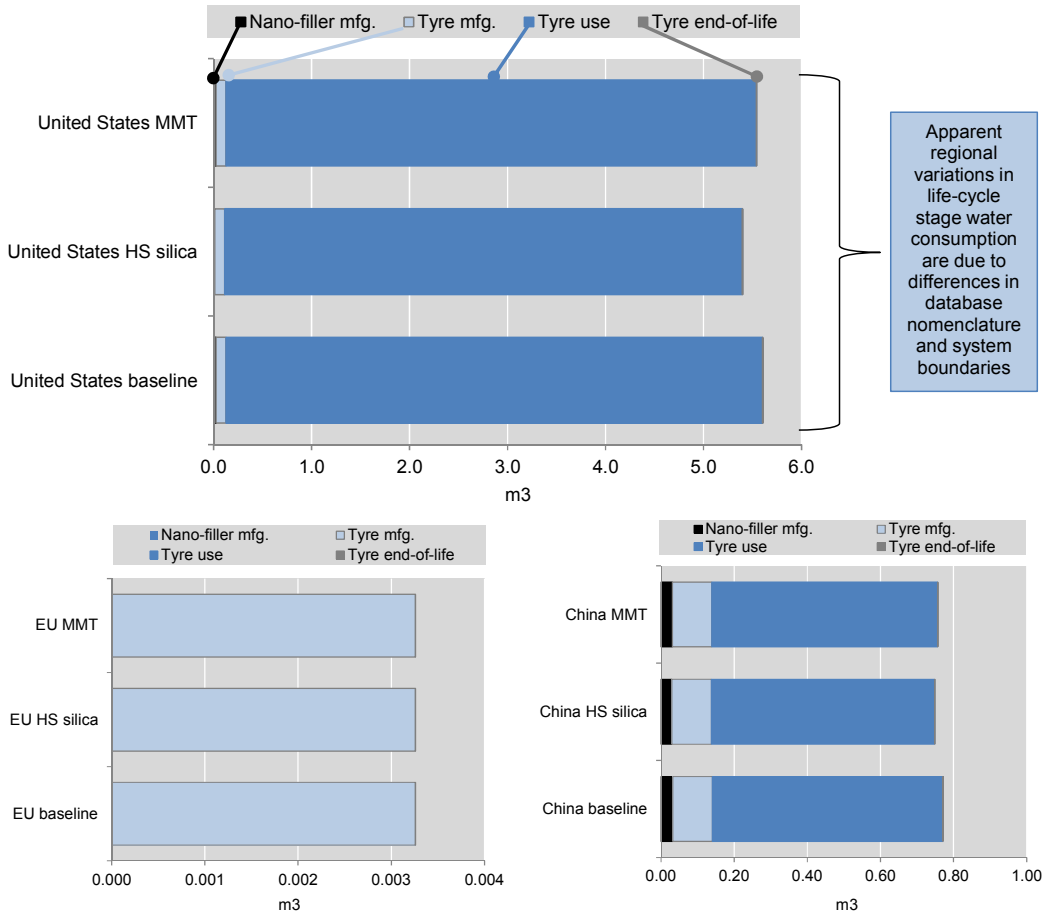 Nano-filler mfg. Tyre mfg. Tyre use Tyre end-of-life
United States MMT
United States HS silica
United States baseline
0.0 1.0 2.0 3.0 4.0 5.0 6.0
m3
Apparent
regional
variations in
life-cycle
stage water
consumption
are due to
differences in
database
nomenclature
and system
boundaries
Nano-filler mfg. Tyre mfg.
Tyre use Tyre end-of-life
EU MMT
EU HS silica
EU baseline
0.000 0.001 0.002 0.003 0.004
m3
Nano-filler mfg. Tyre mfg.
Tyre use Tyre end-of-life
China MMT
China HS silica
China baseline
0.00 0.20 0.40 0.60 0.80 1.00
m3